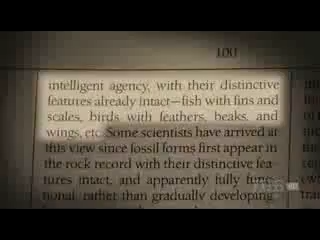 100
intelligent agency, with their distinctive
features already intact—fish with fins and
scales, birds with feathers, beaks, and
wings, etc. Some scientists have arrived at
this view since fossil forms first appear in
the rock record with their distinctive fea-
tures intact, and apparently fully func-
tional, rather than gradually developing